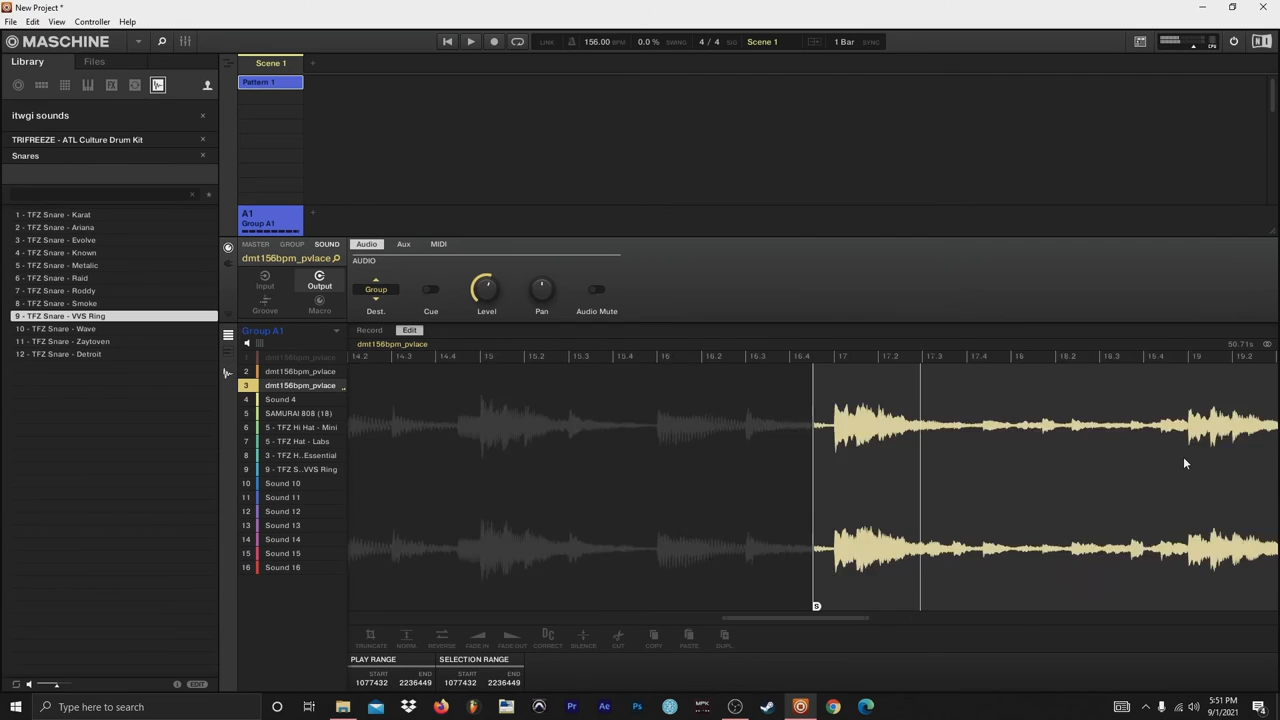 New Project *
File Edit View Controller Help
MASCHINE
LINK 156.00 BPM 0.0 % SWING 4 / 4 SIG Scene 1 1 Bar SYNC
CPU
Library Files
Scene 1 +
Pattern 1
itwgi sounds ×
TRIFREEZE - ATL Culture Drum Kit ×
Snares ×
1 - TFZ Snare - Karat
2 - TFZ Snare - Ariana
3 - TFZ Snare - Evolve
4 - TFZ Snare - Known
5 - TFZ Snare - Metalic
6 - TFZ Snare - Raid
7 - TFZ Snare - Roddy
8 - TFZ Snare - Smoke
9 - TFZ Snare - VVS Ring
10 - TFZ Snare - Wave
11 - TFZ Snare - Zaytoven
12 - TFZ Snare - Detroit
EDIT
A1
Group A1
MASTER GROUP SOUND
dmt156bpm_pvlace
Input Output
Groove Macro
Audio Aux MIDI
AUDIO
Group
Dest. Cue Level Pan Audio Mute
Group A1
1 dmt156bpm_pvlace
2 dmt156bpm_pvlace
3 dmt156bpm_pvlace
4 Sound 4
5 SAMURAI 808 (18)
6 5 - TFZ Hi Hat - Mini
7 5 - TFZ Hat - Labs
8 3 - TFZ H..Essential
9 9 - TFZ S..VVS Ring
10 Sound 10
11 Sound 11
12 Sound 12
13 Sound 13
14 Sound 14
15 Sound 15
16 Sound 16
Record Edit
dmt156bpm_pvlace 50.71s
14.2 14.3 14.4 15 15.2 15.3 15.4 16 16.2 16.3 16.4 17 17.2 17.3 17.4 18 18.2 18.3 18.4 19 19.2
S
TRUNCATE NORM. REVERSE FADE IN FADE OUT CORRECT SILENCE CUT COPY PASTE DUPL.
PLAY RANGE SELECTION RANGE
START END START END
1077432 2236449 1077432 2236449
Type here to search
Pr Ae Ps MPK
5:51 PM
9/1/2021